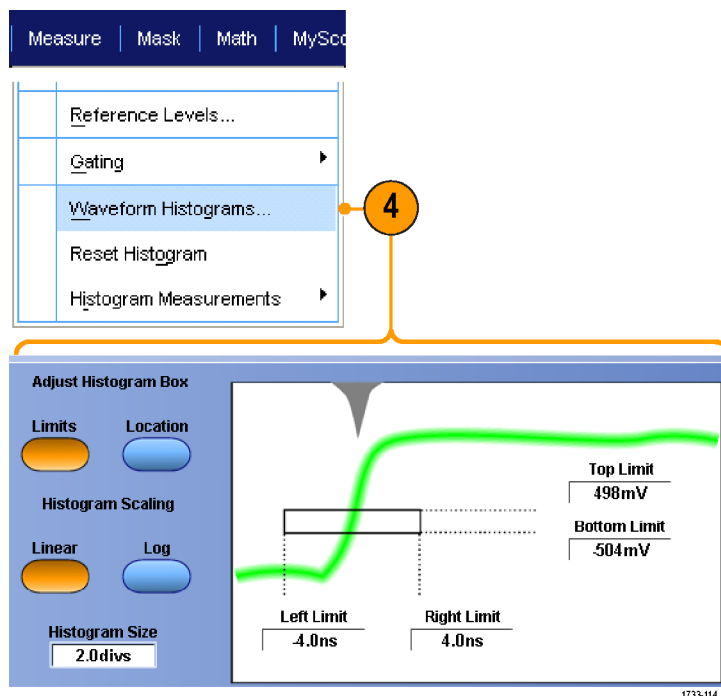 Measure Mask Math MySco
Reference Levels...
Gating
Waveform Histograms...
4
Reset Histogram
Histogram Measurements
Adjust Histogram Box
Limits Location
Histogram Scaling
Linear Log
Histogram Size
2.0divs
Top Limit
498mV
Bottom Limit
-504mV
Left Limit Right Limit
-4.0ns 4.0ns
1733-114